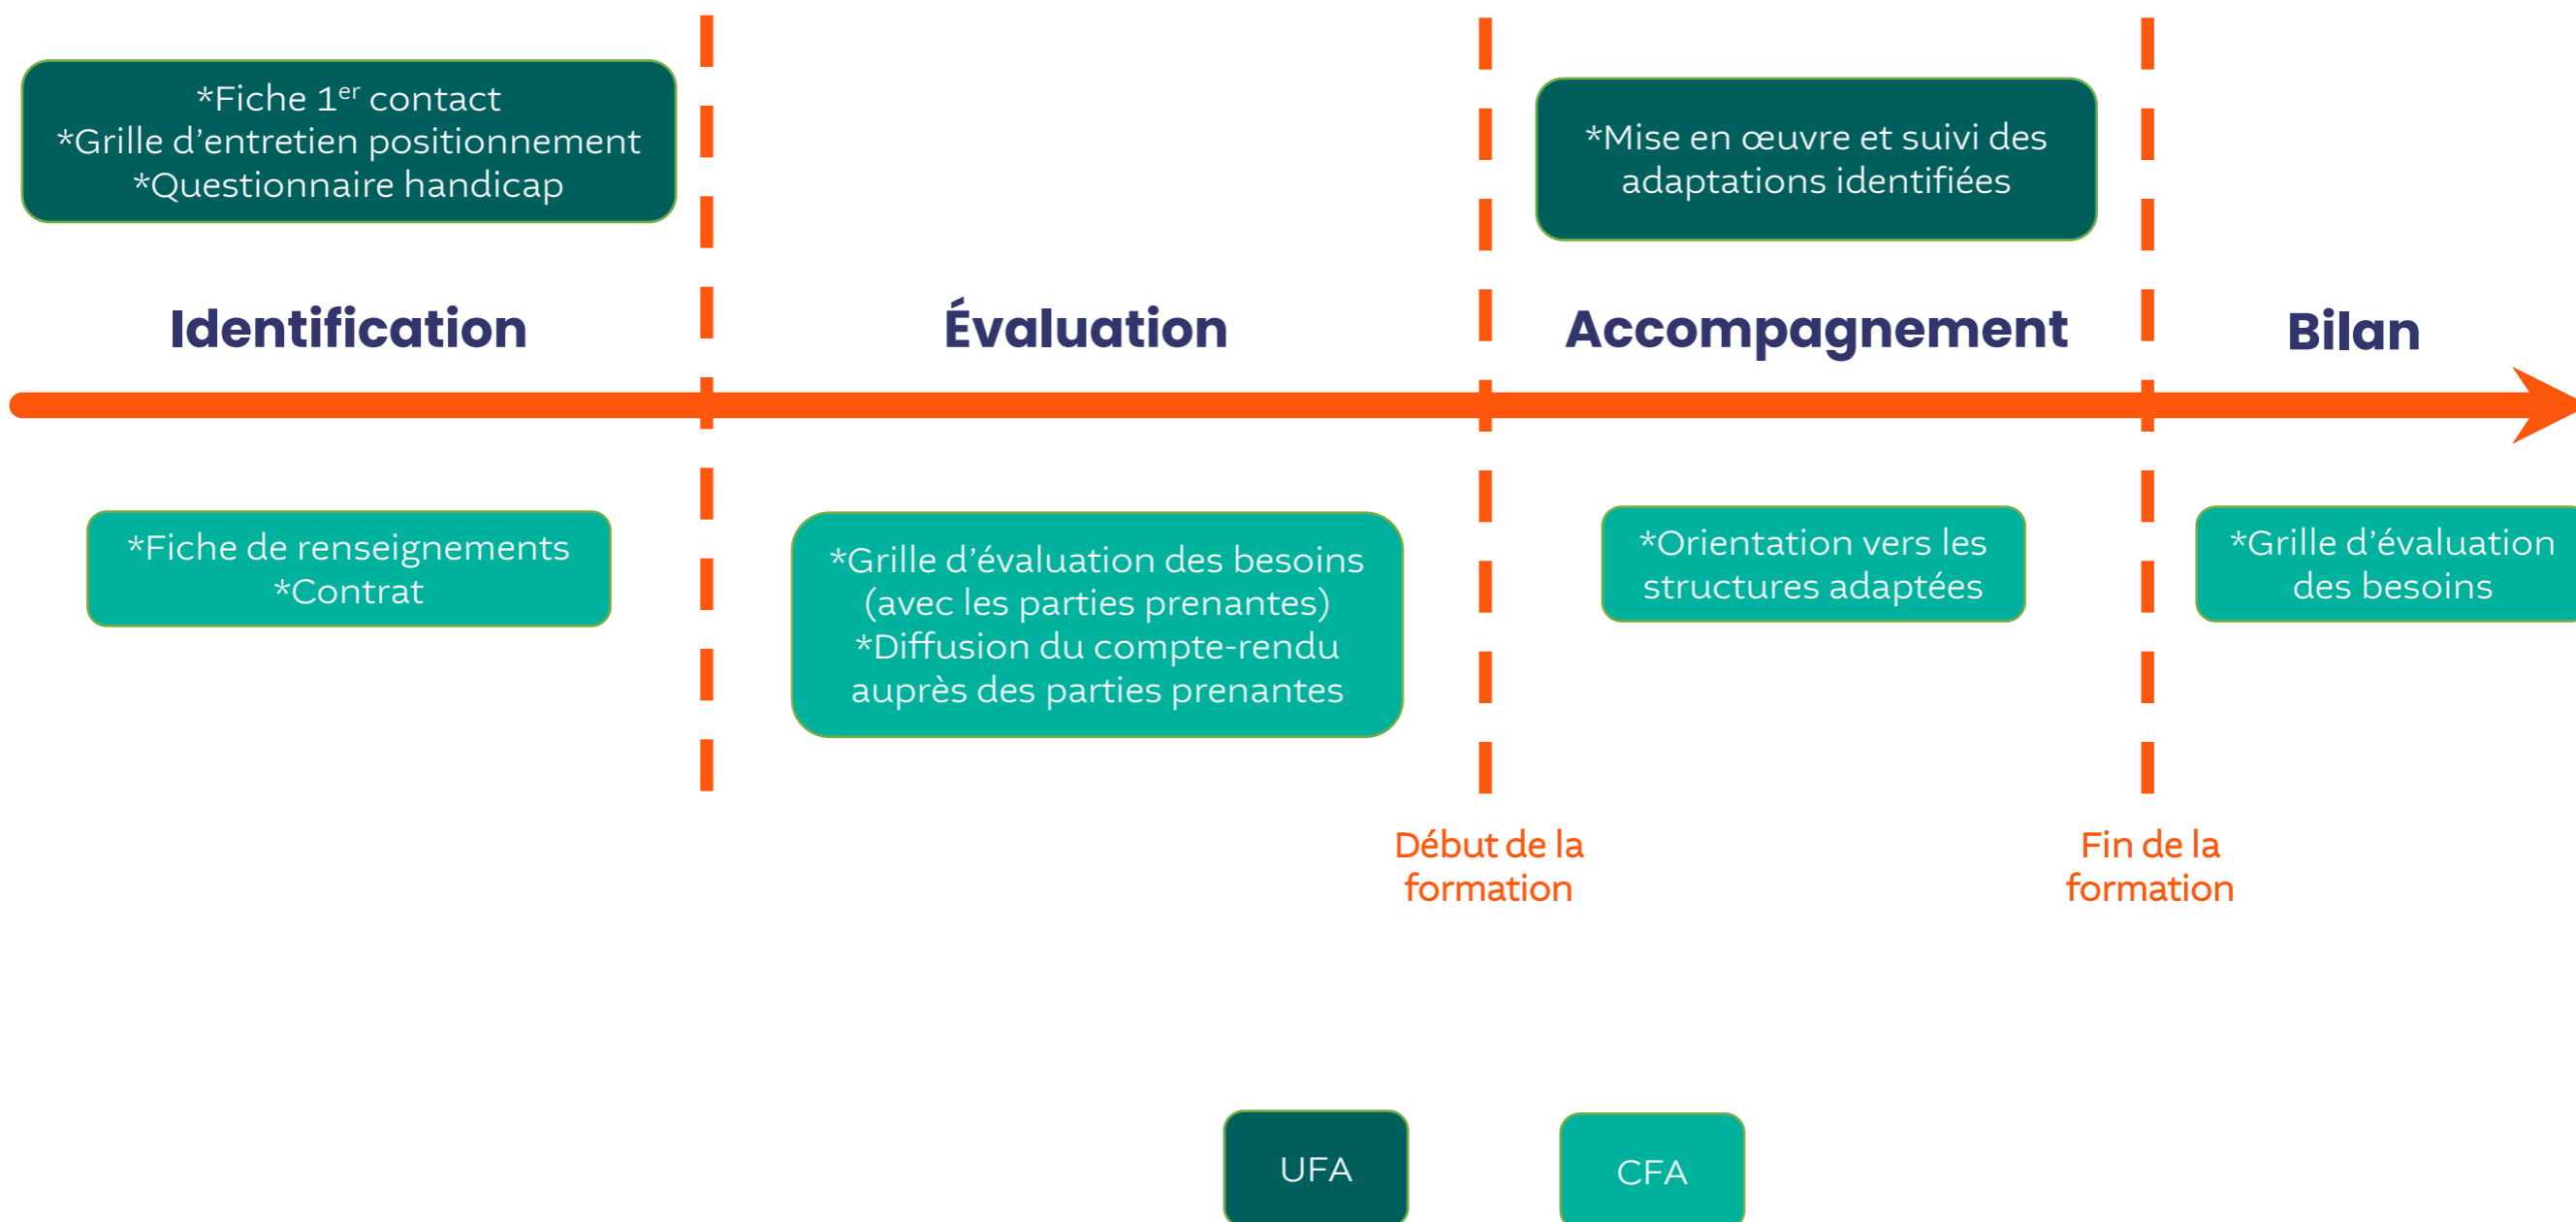 *Fiche 1er contact
*Grille d’entretien positionnement
*Questionnaire handicap
*Mise en œuvre et suivi des
adaptations identifiées
Identification
Évaluation
Accompagnement
Bilan
*Fiche de renseignements
*Contrat
*Grille d’évaluation des besoins
(avec les parties prenantes)
*Diffusion du compte-rendu
auprès des parties prenantes
*Orientation vers les
structures adaptées
*Grille d’évaluation
des besoins
Début de la
formation
Fin de la
formation
UFA
CFA